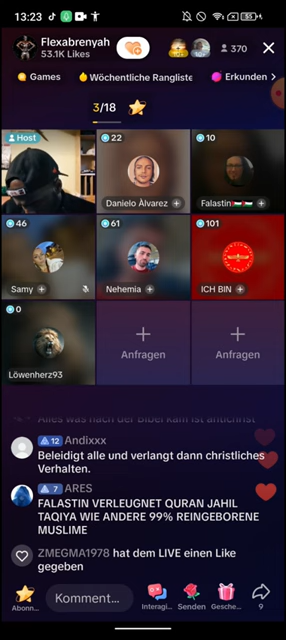 13:23
55
Flexabrenyah
53.1K Likes
370
Games
Wöchentliche Rangliste
Erkunden
3/18
Host
22
10
Danielo Àlvarez
Falastin
46
61
101
Samy
Nehemia
ICH BIN
0
Anfragen
Anfragen
Löwenherz93
Alles was nach der Bibel kam ist antichrist
12 Andixxx
Beleidigt alle und verlangt dann christliches
Verhalten.
7 ARES
FALASTIN VERLEUGNET QURAN JAHIL
TAQIYA WIE ANDERE 99% REINGEBORENE
MUSLIME
ZMEGMA1978 hat dem LIVE einen Like
gegeben
Komment...
Abonn...
Interagi...
Senden
Gesche...
9